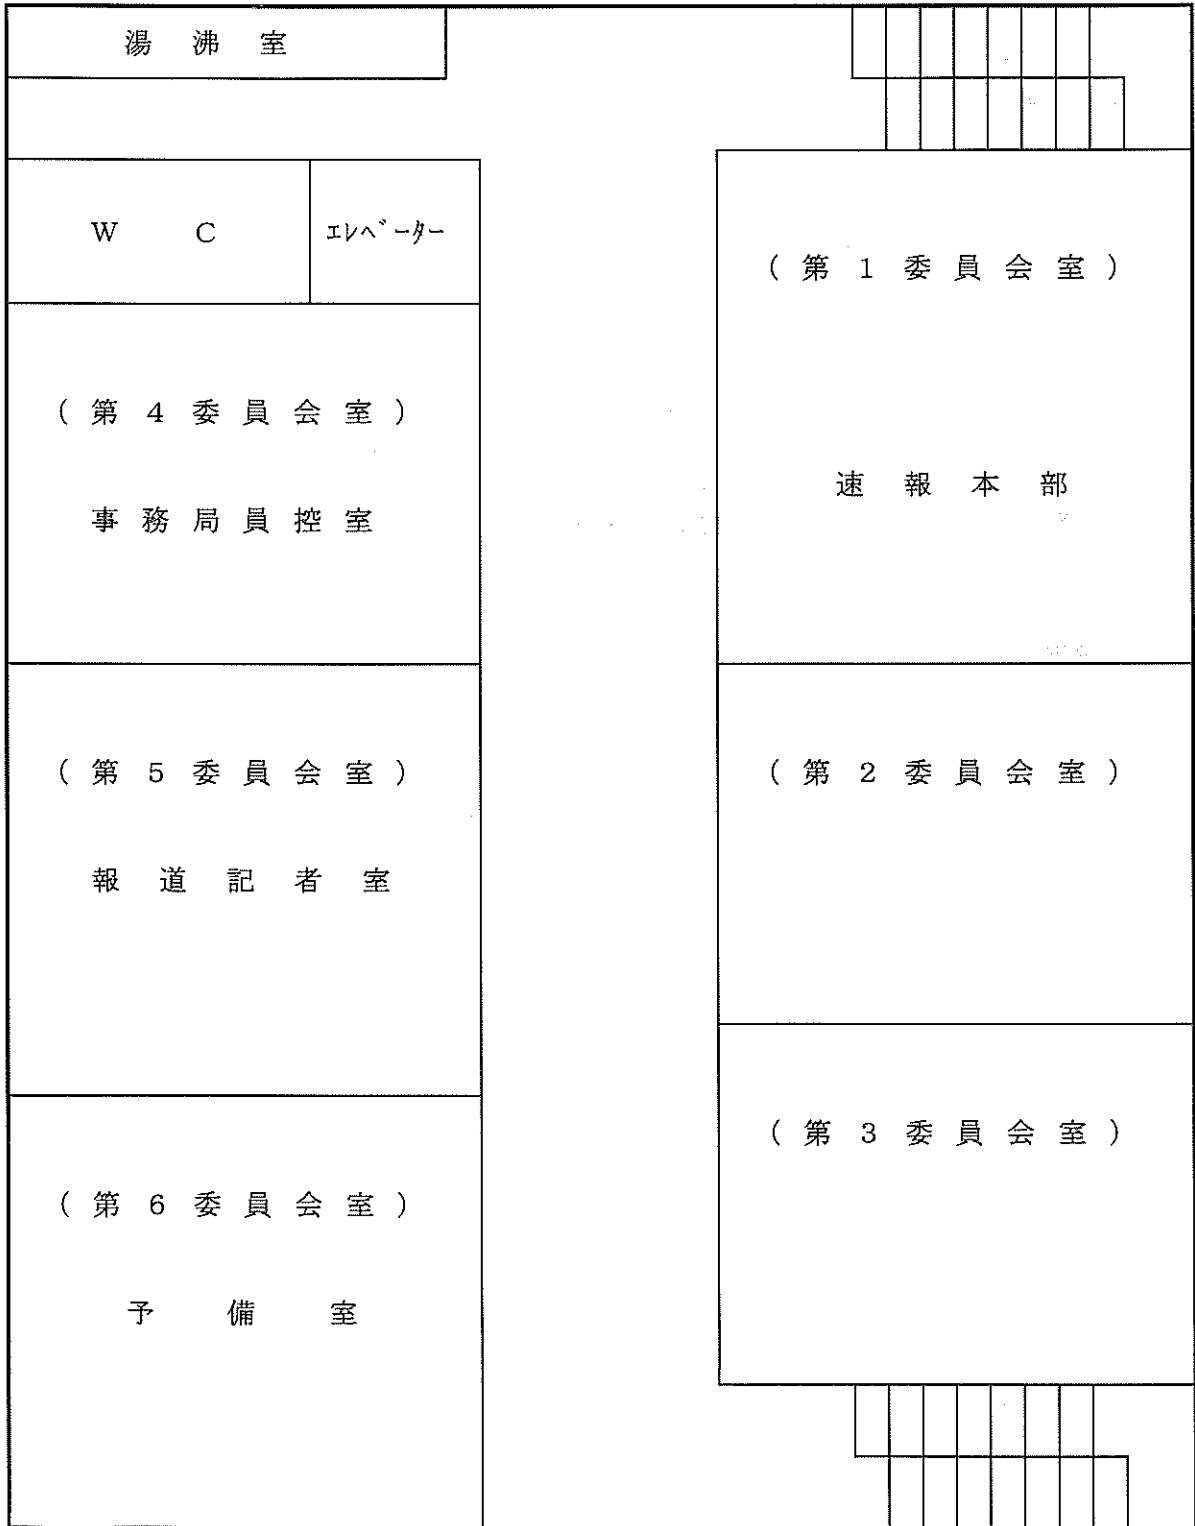 湯沸室
WC
エレベーター
(第4委員会室)
事務局員控室
(第5委員会室)
報道記者室
(第6委員会室)
予備室
(第1委員会室)
速報本部
(第2委員会室)
(第3委員会室)